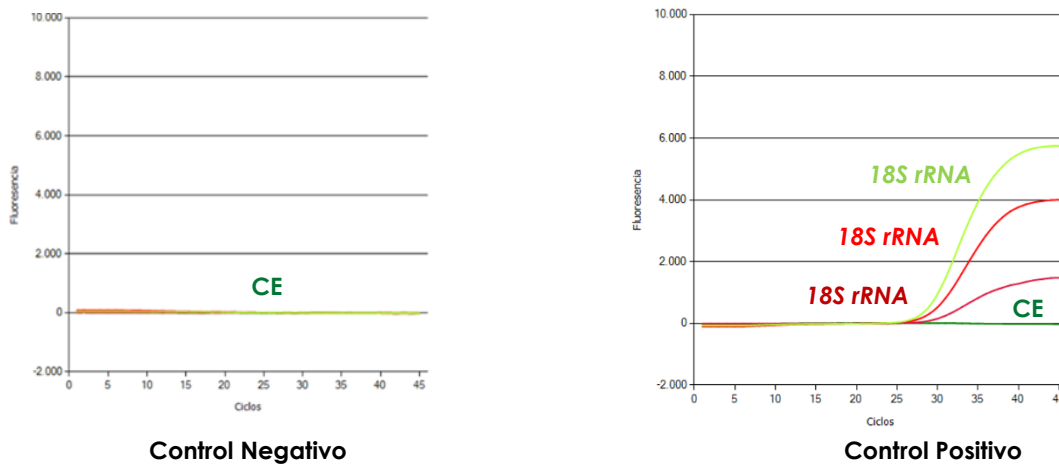 10.000
8.000
6.000
4.000
2.000
0
-2.000
Fluoresencia
CE
0 5 10 15 20 25 30 35 40 45
Ciclos
Control Negativo
10.000
8.000
6.000
4.000
2.000
0
-2.000
Fluoresencia
18S rRNA
18S rRNA
18S rRNA
CE
0 5 10 15 20 25 30 35 40
Ciclos
Control Positivo